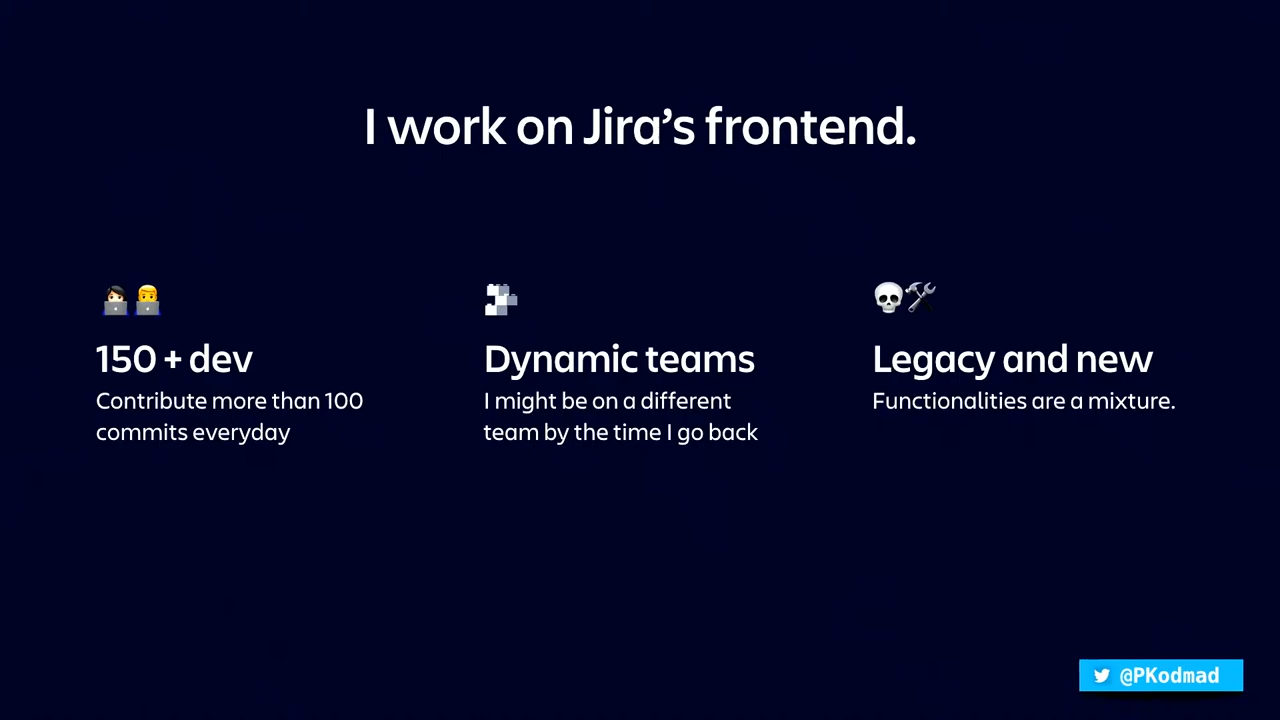 I work on Jira’s frontend.
150 + dev
Contribute more than 100
commits everyday
Dynamic teams
I might be on a different
team by the time I go back
Legacy and new
Functionalities are a mixture.
@PKodmad